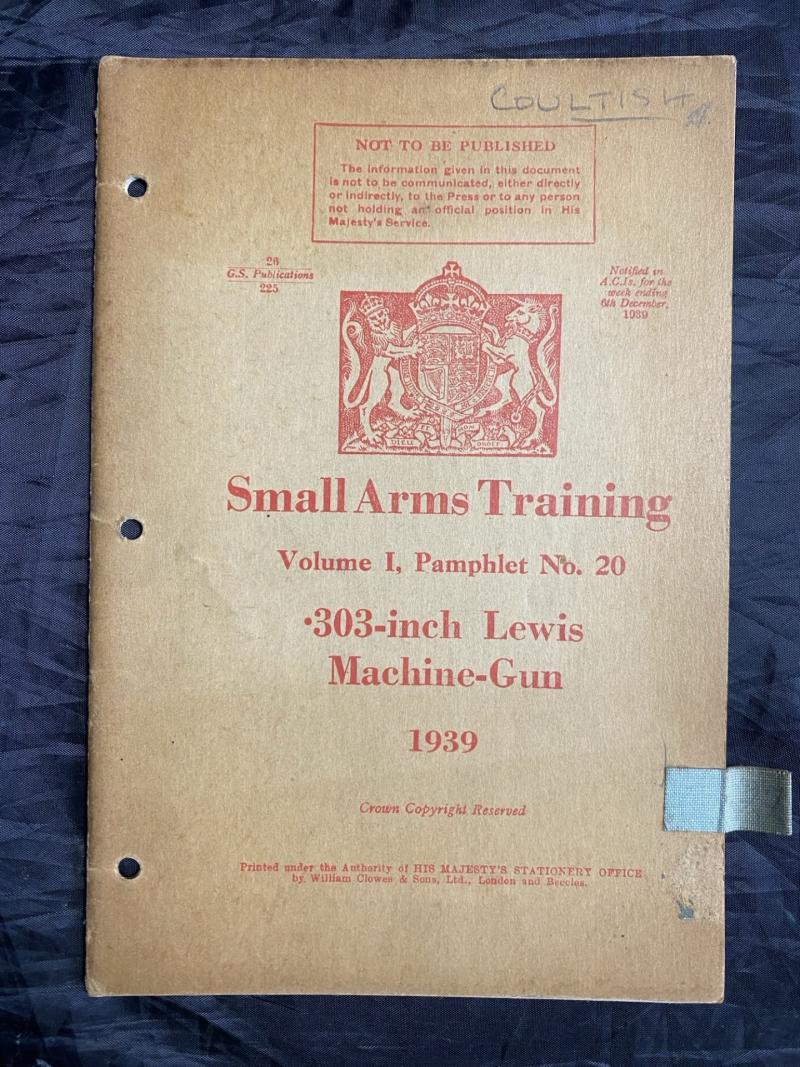 COULTISH
NOT TO BE PUBLISHED
The information given in this document
is not to be communicated, either directly
or indirectly, to the Press or to any person
not holding an official position in His
Majesty's Service.
26
G.S. Publications
225
Notified in
A.C.Is. for the
week ending
6th December,
1939
DIEU ET MON DROIT
Small Arms Training
Volume I, Pamphlet No. 20
·303-inch Lewis
Machine-Gun
1939
Crown Copyright Reserved
Printed under the Authority of HIS MAJESTY'S STATIONERY OFFICE
by William Clowes & Sons, Ltd., London and Beccles.